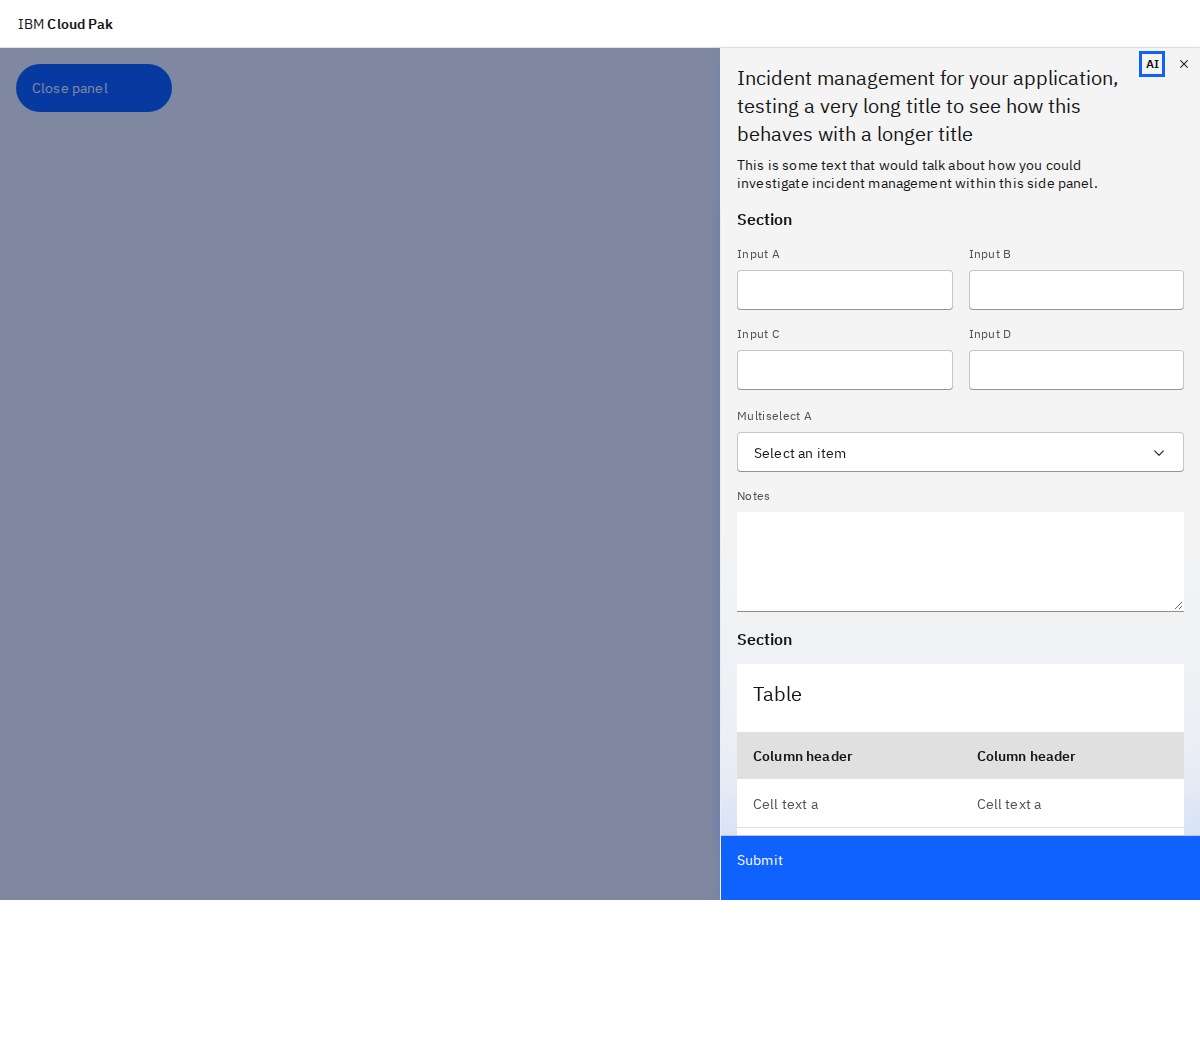 IBM Cloud Pak
Close panel
AI
Incident management for your application,
testing a very long title to see how this
behaves with a longer title
This is some text that would talk about how you could
investigate incident management within this side panel.
Section
Input A
Input B
Input C
Input D
Multiselect A
Select an item
Notes
Section
Table
Column header Column header
Cell text a Cell text a
Submit